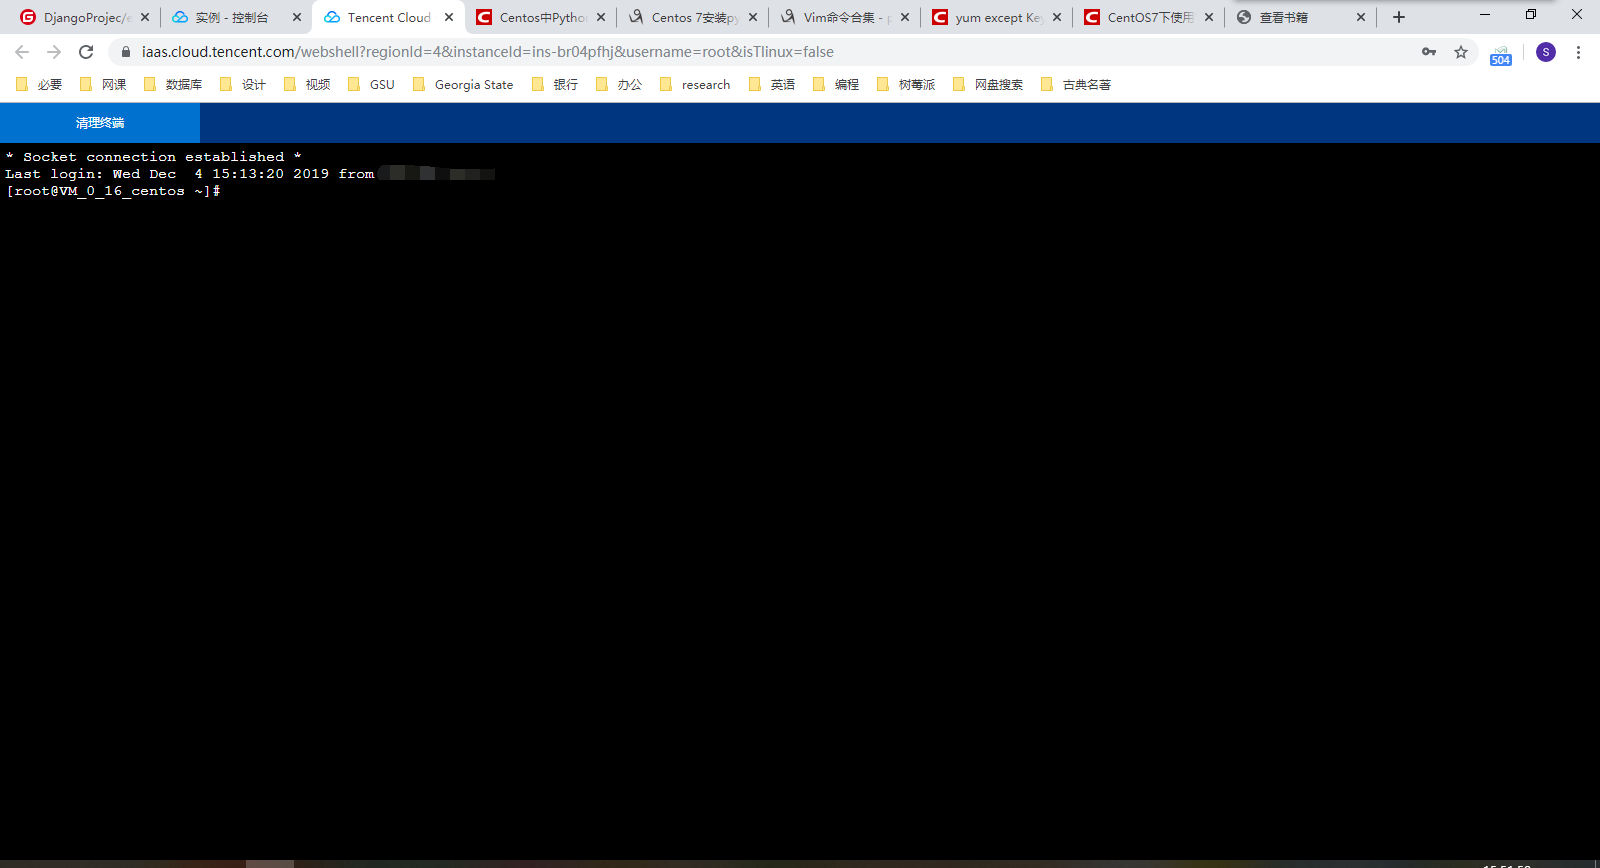 DjangoProjec/e
实例 - 控制台
Tencent Cloud
Centos中Python
Centos 7安装py
Vim命令合集 - p
yum except Key
CentOS7下使用
查看书籍
iaas.cloud.tencent.com/webshell?regionId=4&instanceId=ins-br04pfhj&username=root&isTlinux=false
504
S
必要 网课 数据库 设计 视频 GSU Georgia State 银行 办公 research 英语 编程 树莓派 网盘搜索 古典名著
清理终端
* Socket connection established *
Last login: Wed Dec  4 15:13:20 2019 from
[root@VM_0_16_centos ~]#